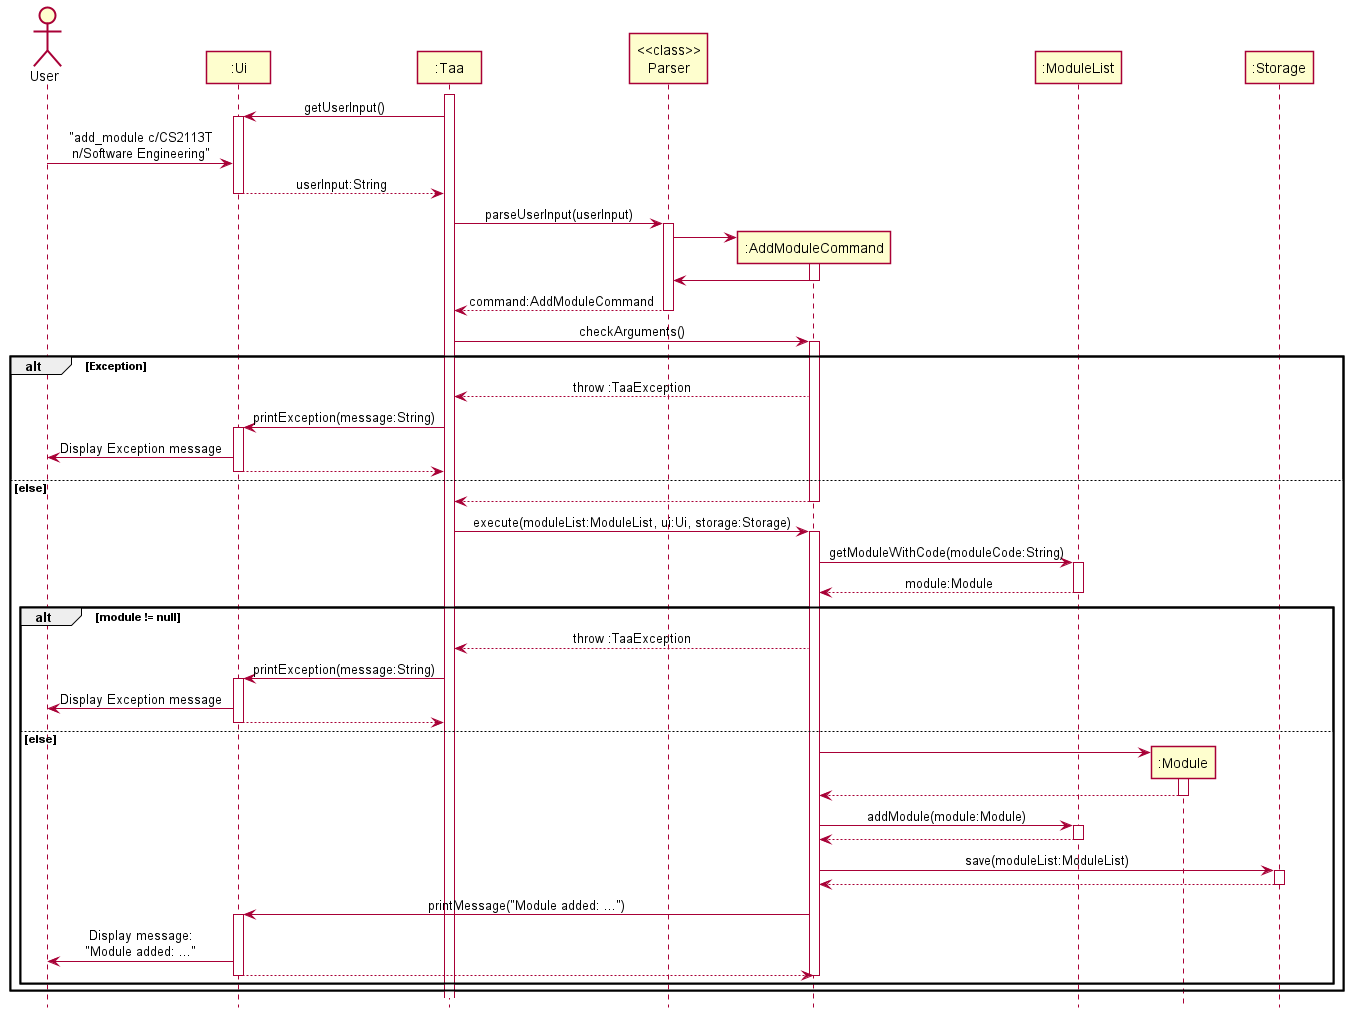 User
:Ui
:Taa
<<class>>
Parser
:ModuleList
:Storage
getUserInput()
"add_module c/CS2113T
n/Software Engineering"
userInput:String
parseUserInput(userInput)
:AddModuleCommand
command:AddModuleCommand
checkArguments()
alt [Exception]
throw :TaaException
printException(message:String)
Display Exception message
[else]
execute(moduleList:ModuleList, ui:Ui, storage:Storage)
getModuleWithCode(moduleCode:String)
module:Module
alt [module != null]
throw :TaaException
printException(message:String)
Display Exception message
[else]
:Module
addModule(module:Module)
save(moduleList:ModuleList)
printMessage("Module added: ...")
Display message:
"Module added: ..."